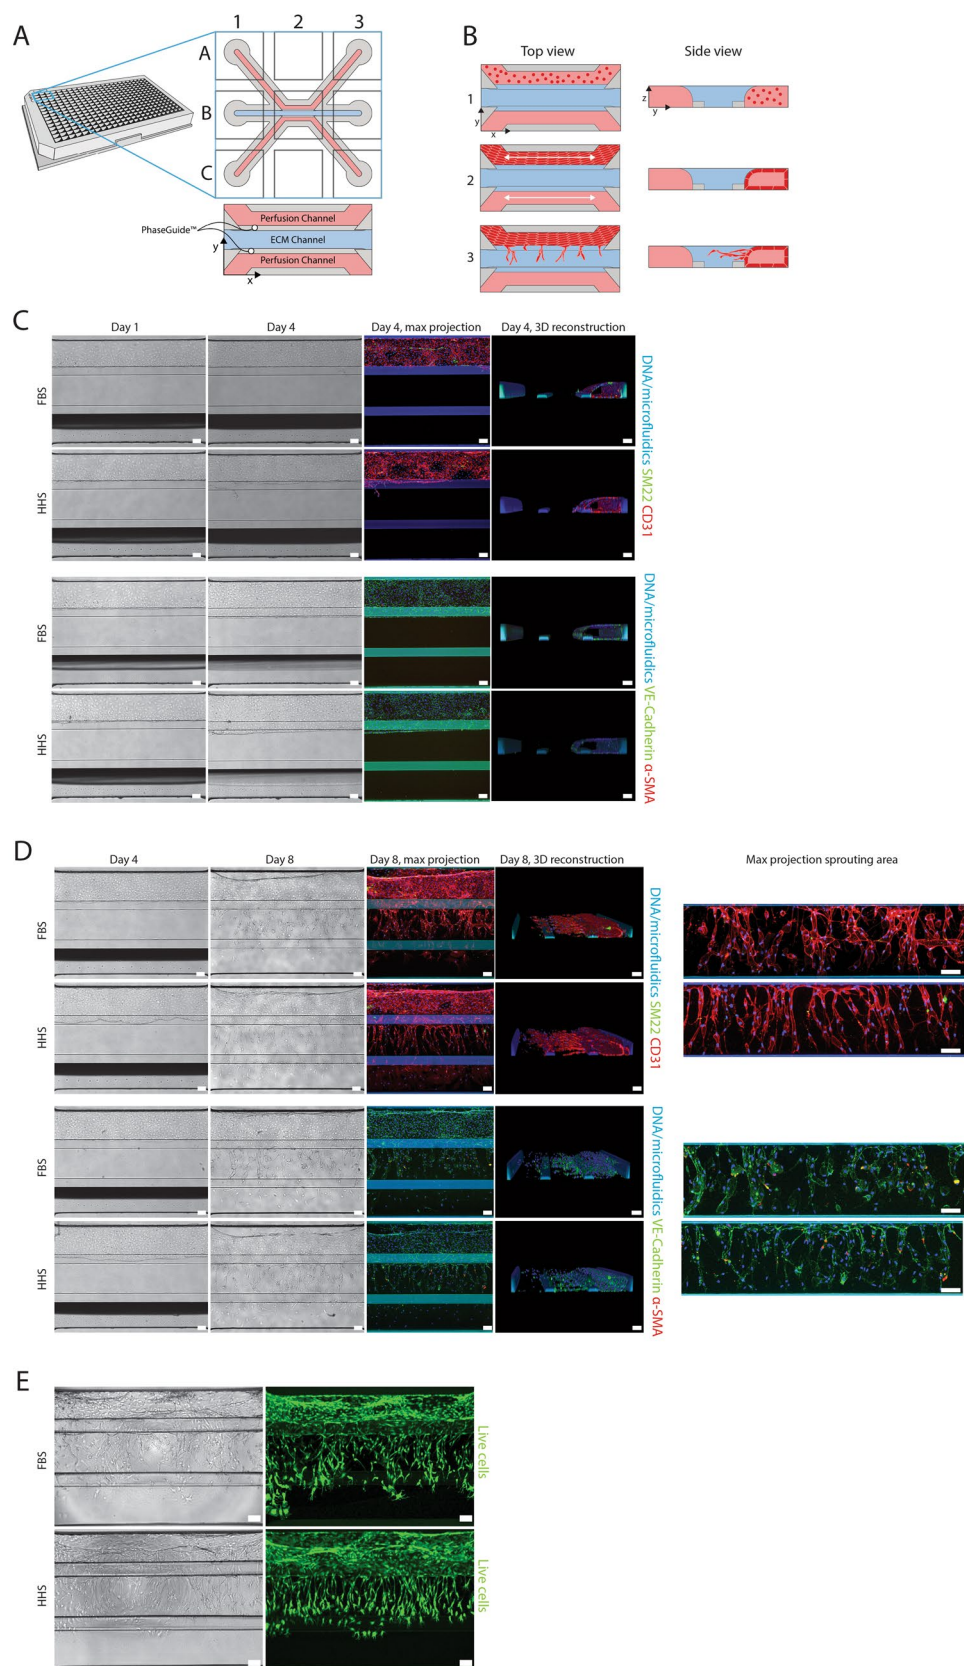 A
1 2 3
A
B
C
Perfusion Channel
PhaseGuide™
ECM Channel
Perfusion Channel
y
x
B
Top view Side view
1
y
x
z
y
2
3
C
Day 1 Day 4 Day 4, max projection Day 4, 3D reconstruction
FBS
HHS
DNA/microfluidics SM22 CD31
FBS
HHS
DNA/microfluidics VE-Cadherin α-SMA
D
Day 4 Day 8 Day 8, max projection Day 8, 3D reconstruction Max projection sprouting area
FBS
HHS
DNA/microfluidics SM22 CD31
FBS
HHS
DNA/microfluidics VE-Cadherin α-SMA
E
FBS
Live cells
HHS
Live cells